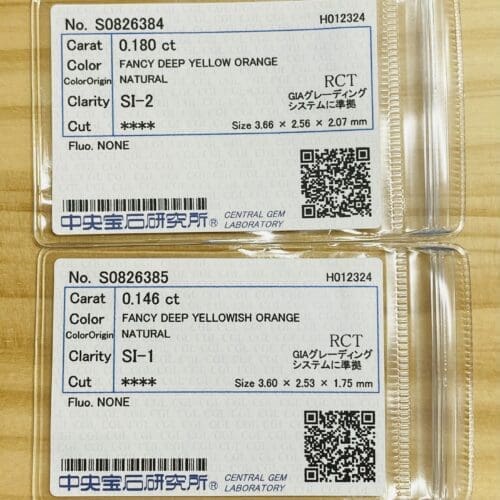 No. S0826384 H012324
Carat 0.180 ct
Color FANCY DEEP YELLOW ORANGE
ColorOrigin NATURAL RCT
Clarity SI-2 GIAグレーディング
システムに準拠
Cut **** Size 3.66 × 2.56 × 2.07 mm
Fluo. NONE
中央宝石研究所® CENTRAL GEM
LABORATORY
No. S0826385 H012324
Carat 0.146 ct
Color FANCY DEEP YELLOWISH ORANGE
ColorOrigin NATURAL RCT
Clarity SI-1 GIAグレーディング
システムに準拠
Cut **** Size 3.60 × 2.53 × 1.75 mm
Fluo. NONE
中央宝石研究所® CENTRAL GEM
LABORATORY